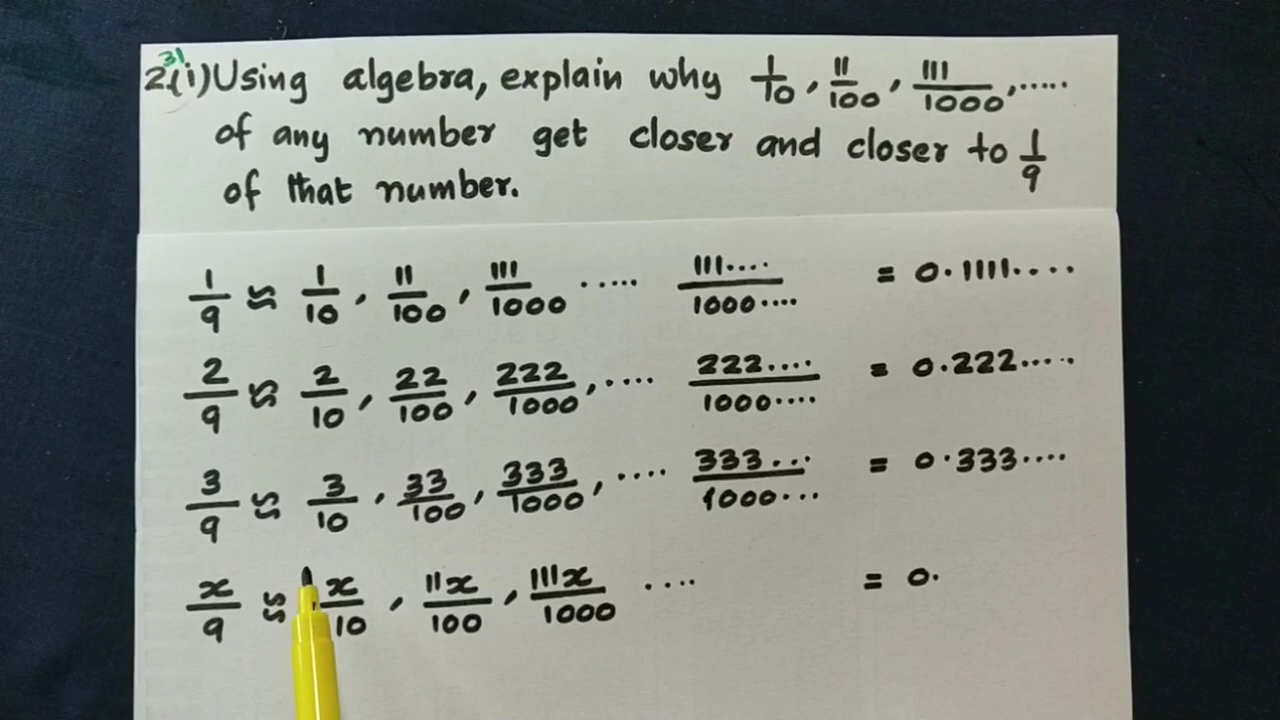 31
2(i) Using algebra, explain why 1/10, 11/100, 111/1000, .....
of any number get closer and closer to 1/9
of that number.
1/9 ≈ 1/10, 11/100, 111/1000 ..... 111..../1000.... = 0.1111....
2/9 ≈ 2/10, 22/100, 222/1000, .... 222..../1000.... = 0.222....
3/9 ≈ 3/10, 33/100, 333/1000, .... 333.../1000... = 0.333....
x/9 ≈ x/10, 11x/100, 111x/1000 .... = 0.